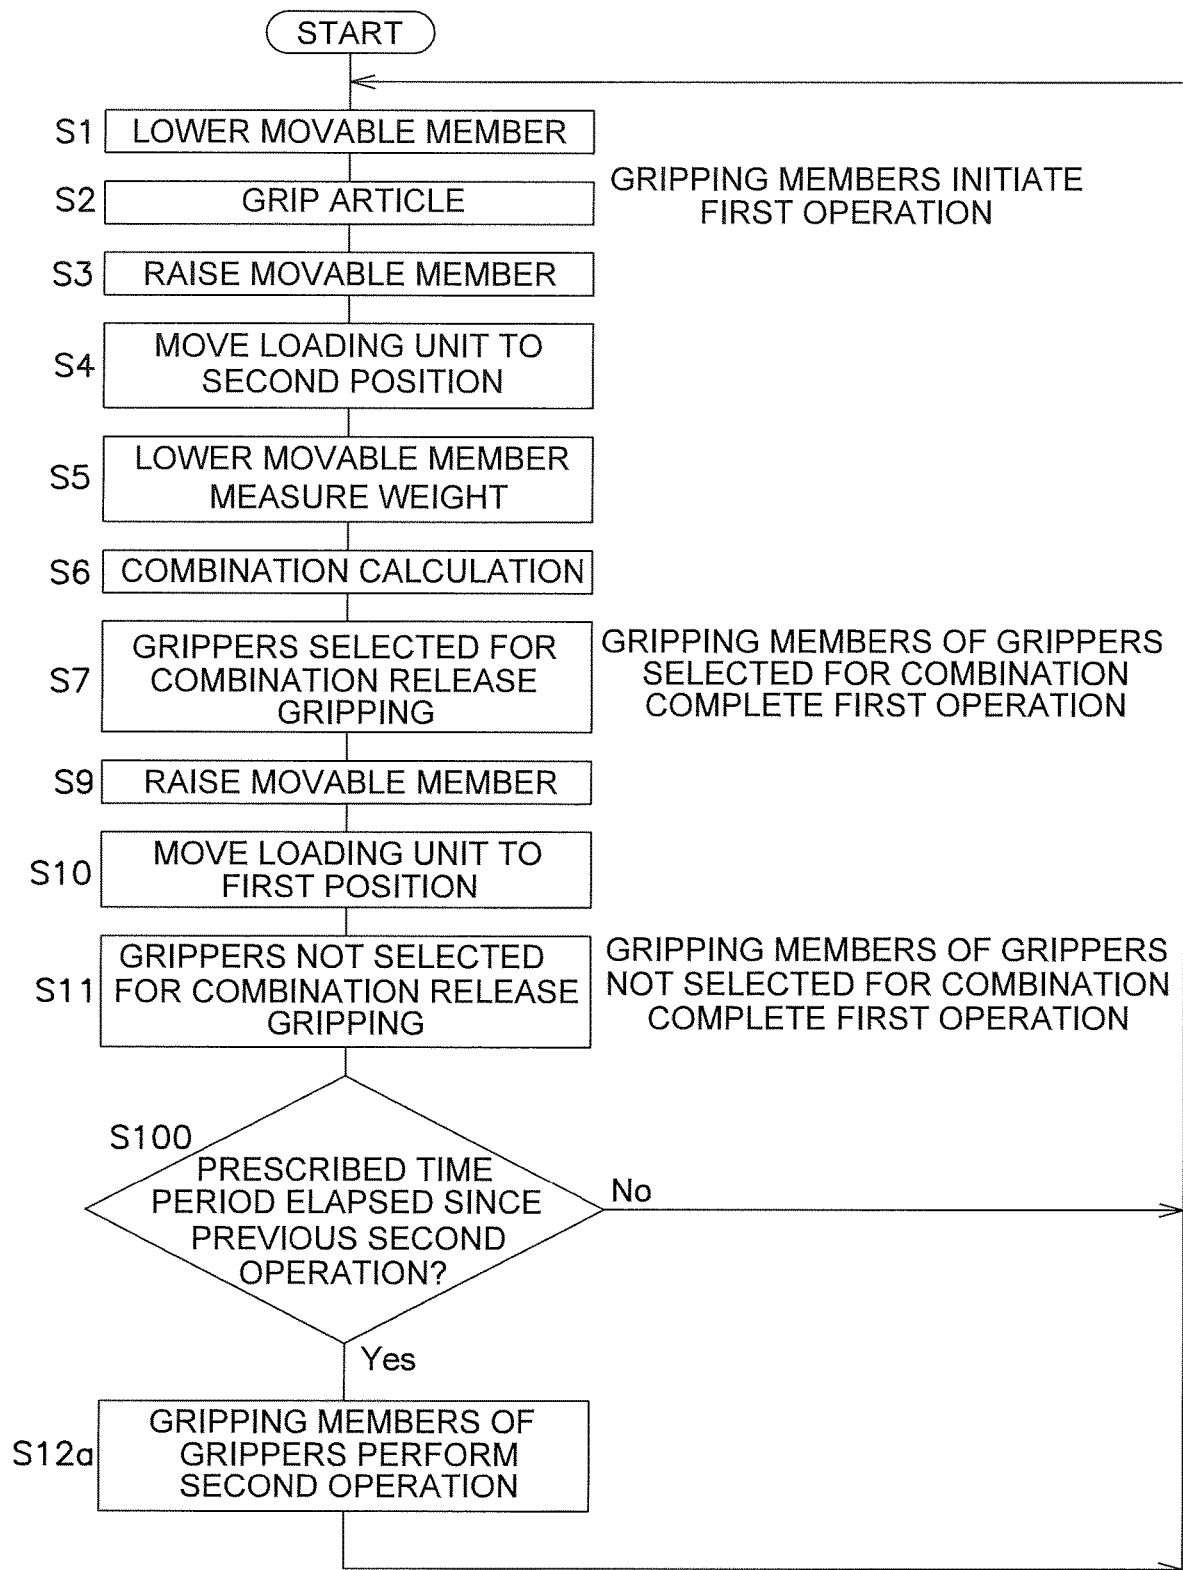 START
S1
LOWER MOVABLE MEMBER
S2
GRIP ARTICLE
GRIPPING MEMBERS INITIATE
FIRST OPERATION
S3
RAISE MOVABLE MEMBER
S4
MOVE LOADING UNIT TO
SECOND POSITION
S5
LOWER MOVABLE MEMBER
MEASURE WEIGHT
S6
COMBINATION CALCULATION
S7
GRIPPERS SELECTED FOR
COMBINATION RELEASE
GRIPPING
GRIPPING MEMBERS OF GRIPPERS
SELECTED FOR COMBINATION
COMPLETE FIRST OPERATION
S9
RAISE MOVABLE MEMBER
S10
MOVE LOADING UNIT TO
FIRST POSITION
S11
GRIPPERS NOT SELECTED
FOR COMBINATION RELEASE
GRIPPING
GRIPPING MEMBERS OF GRIPPERS
NOT SELECTED FOR COMBINATION
COMPLETE FIRST OPERATION
S100
PRESCRIBED TIME
PERIOD ELAPSED SINCE
PREVIOUS SECOND
OPERATION?
No
Yes
S12a
GRIPPING MEMBERS OF
GRIPPERS PERFORM
SECOND OPERATION